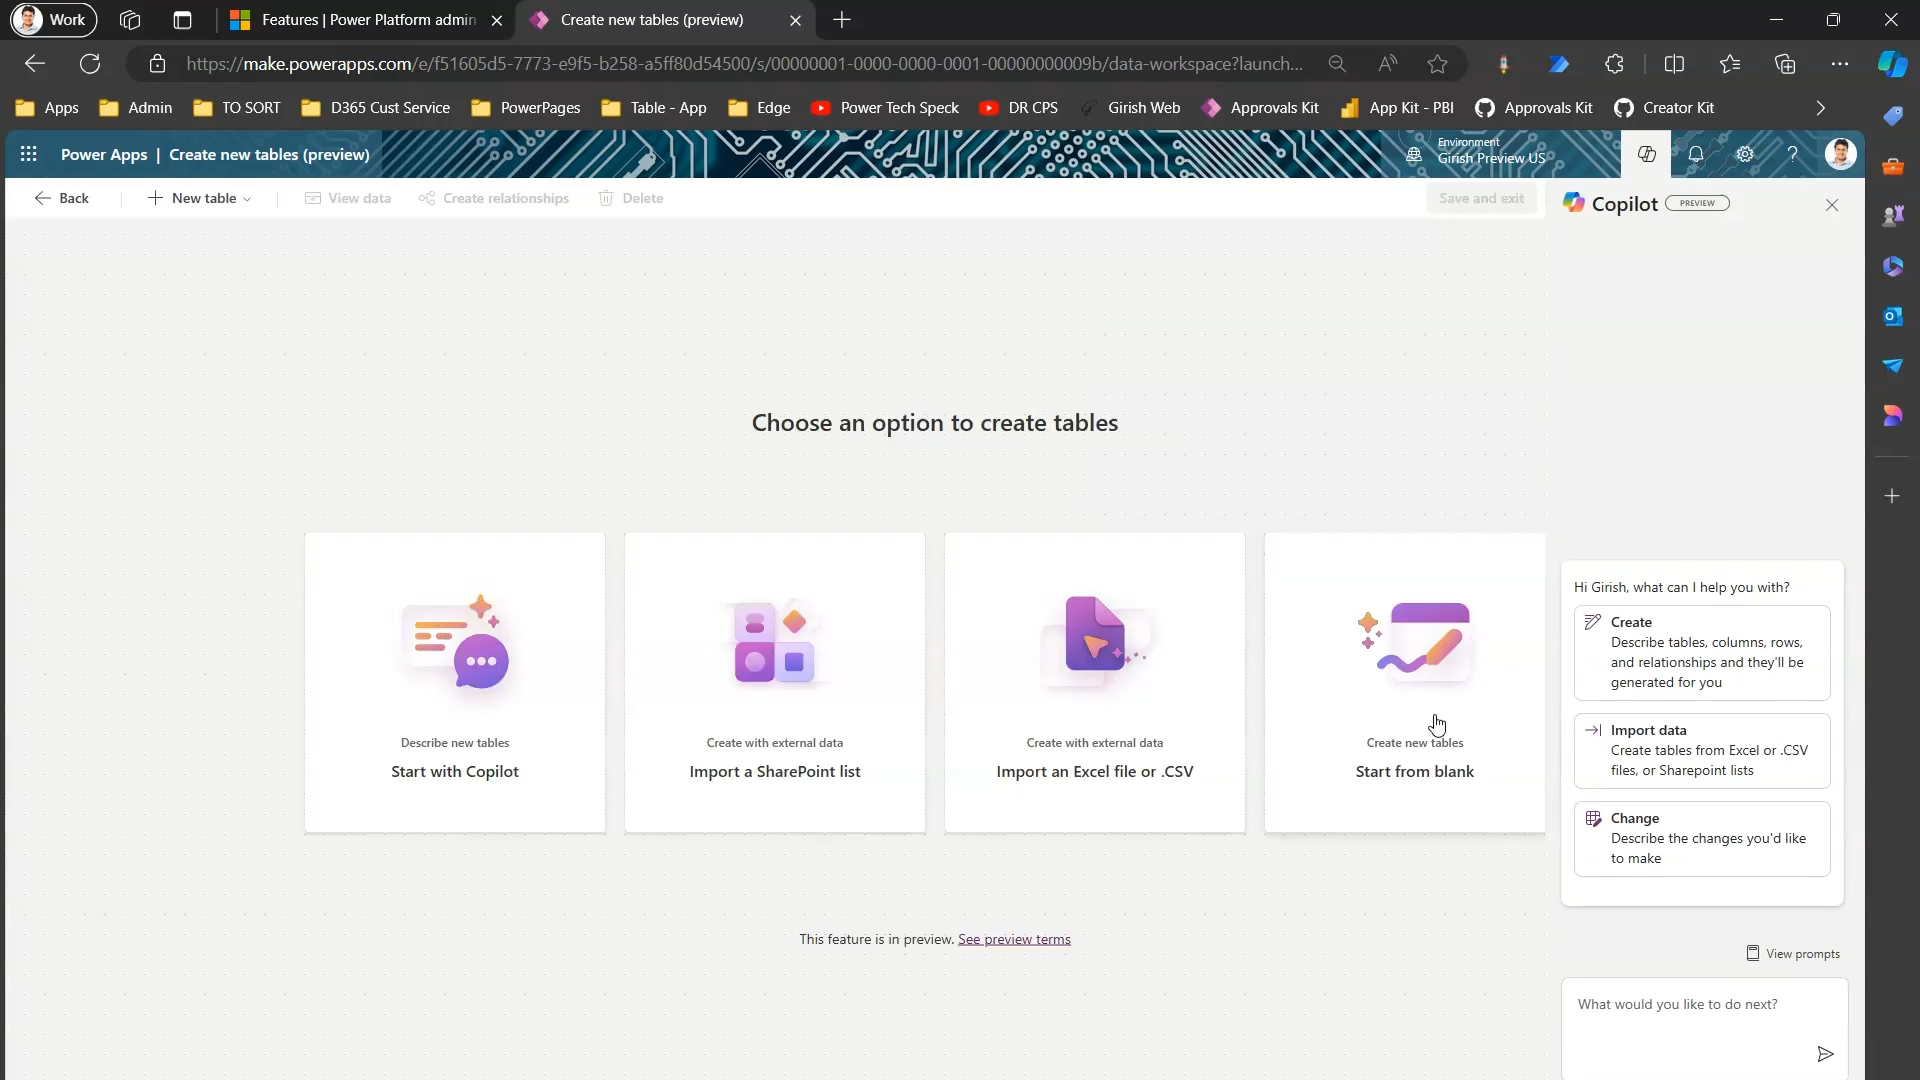 Work
Features | Power Platform admin
Create new tables (preview)
https://make.powerapps.com/e/f51605d5-7773-e9f5-b258-a5ff80d54500/s/00000001-0000-0000-0001-00000000009b/data-workspace?launch...
Apps
Admin
TO SORT
D365 Cust Service
PowerPages
Table - App
Edge
Power Tech Speck
DR CPS
Girish Web
Approvals Kit
App Kit - PBI
Approvals Kit
Creator Kit
Power Apps | Create new tables (preview)
Environment
Girish Preview US
Back
New table
View data
Create relationships
Delete
Save and exit
Copilot PREVIEW
Choose an option to create tables
Describe new tables
Start with Copilot
Create with external data
Import a SharePoint list
Create with external data
Import an Excel file or .CSV
Create new tables
Start from blank
This feature is in preview. See preview terms
Hi Girish, what can I help you with?
Create
Describe tables, columns, rows,
and relationships and they'll be
generated for you
Import data
Create tables from Excel or .CSV
files, or Sharepoint lists
Change
Describe the changes you'd like
to make
View prompts
What would you like to do next?